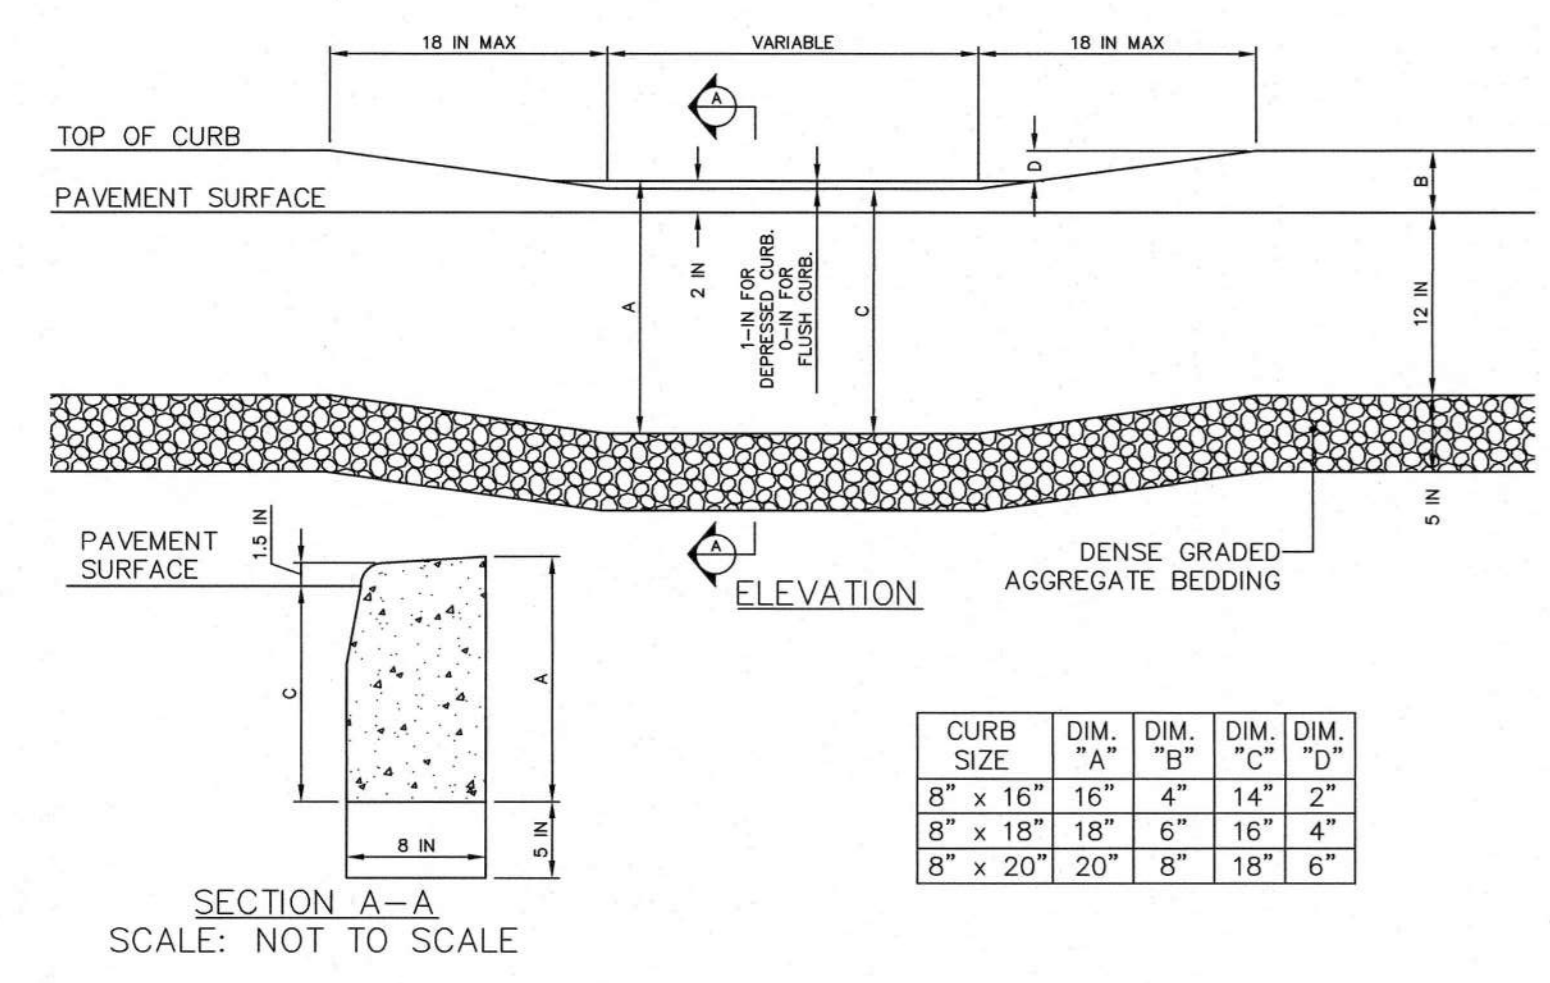 18 IN MAX
VARIABLE
18 IN MAX
A
TOP OF CURB
D
B
PAVEMENT SURFACE
A
2 IN
1-IN FOR
DEPRESSED CURB.
0-IN FOR
FLUSH CURB.
C
12 IN
5 IN
PAVEMENT
SURFACE
1.5 IN
A
ELEVATION
DENSE GRADED
AGGREGATE BEDDING
C
A
8 IN
5 IN
SECTION A-A
SCALE: NOT TO SCALE
CURB SIZE DIM. "A" DIM. "B" DIM. "C" DIM. "D"
8" x 16" 16" 4" 14" 2"
8" x 18" 18" 6" 16" 4"
8" x 20" 20" 8" 18" 6"